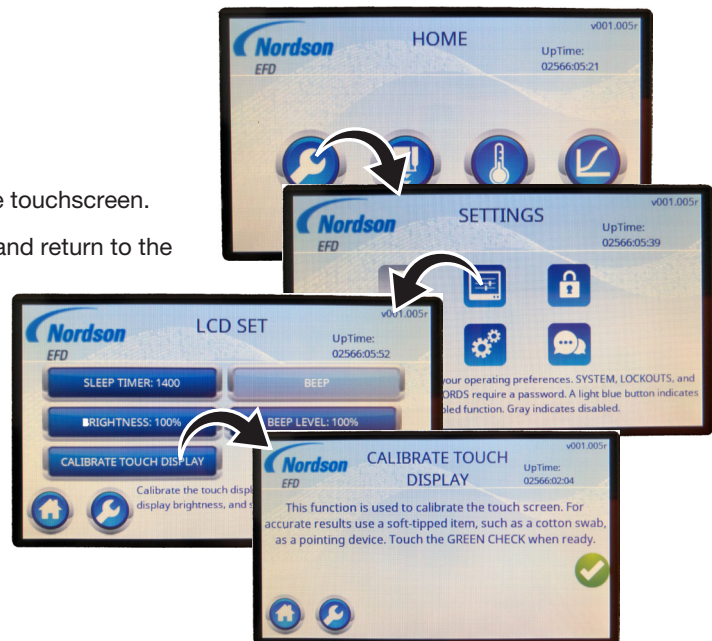 v001.005r
Nordson
EFD
HOME
UpTime:
02566:05:21
touchscreen.
and return to the
v001.005r
Nordson
EFD
SETTINGS
UpTime:
02566:05:39
your operating preferences. SYSTEM, LOCKOUTS, and
require a password. A light blue button indicates
function. Gray indicates disabled.
Nordson
EFD
LCD SET
UpTime:
02566:05:52
SLEEP TIMER: 1400
BEEP
BRIGHTNESS: 100%
BEEP LEVEL: 100%
CALIBRATE TOUCH DISPLAY
Calibrate the touch
display brightness, and
v001.005r
Nordson
EFD
CALIBRATE TOUCH
DISPLAY
UpTime:
02566:02:04
This function is used to calibrate the touch screen. For
accurate results use a soft-tipped item, such as a cotton swab,
as a pointing device. Touch the GREEN CHECK when ready.